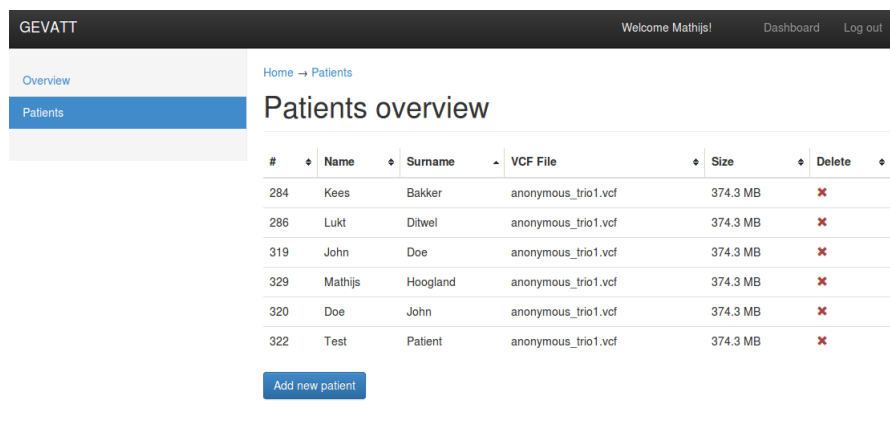 GEVATT Welcome Mathijs! Dashboard Log out
Overview
Patients
Home → Patients
Patients overview
# Name Surname VCF File Size Delete
284 Kees Bakker anonymous_trio1.vcf 374.3 MB
286 Lukt Ditwel anonymous_trio1.vcf 374.3 MB
319 John Doe anonymous_trio1.vcf 374.3 MB
329 Mathijs Hoogland anonymous_trio1.vcf 374.3 MB
320 Doe John anonymous_trio1.vcf 374.3 MB
322 Test Patient anonymous_trio1.vcf 374.3 MB
Add new patient